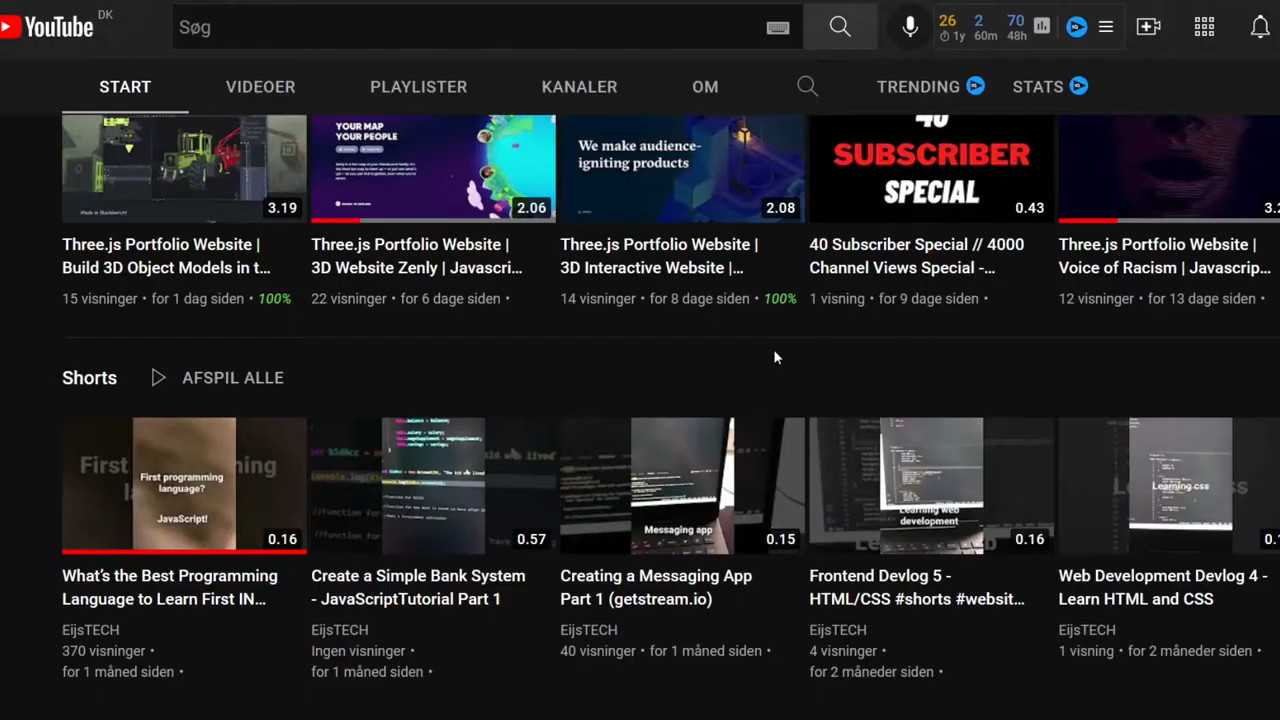 YouTube DK
Søg
26 2 70
1y 60m 48h
START VIDEOER PLAYLISTER KANALER OM TRENDING STATS
YOUR MAP
YOUR PEOPLE
We make audience-
igniting products
40
SUBSCRIBER
SPECIAL
3.19 2.06 2.08 0.43
Three.js Portfolio Website |
Build 3D Object Models in t...
15 visninger • for 1 dag siden • 100%
Three.js Portfolio Website |
3D Website Zenly | Javascri...
22 visninger • for 6 dage siden •
Three.js Portfolio Website |
3D Interactive Website |...
14 visninger • for 8 dage siden • 100%
40 Subscriber Special // 4000
Channel Views Special -...
1 visning • for 9 dage siden •
Three.js Portfolio Website |
Voice of Racism | Javascrip...
12 visninger • for 13 dage siden •
Shorts AFSPIL ALLE
First programming
language?
JavaScript!
0.16
What's the Best Programming
Language to Learn First IN...
EijsTECH
370 visninger •
for 1 måned siden •
0.57
Create a Simple Bank System
- JavaScriptTutorial Part 1
EijsTECH
Ingen visninger •
for 1 måned siden •
Messaging app
0.15
Creating a Messaging App
Part 1 (getstream.io)
EijsTECH
40 visninger • for 1 måned siden •
Learning web
development
0.16
Frontend Devlog 5 -
HTML/CSS #shorts #websit...
EijsTECH
4 visninger •
for 2 måneder siden •
Learning css
Web Development Devlog 4 -
Learn HTML and CSS
EijsTECH
1 visning • for 2 måneder siden •